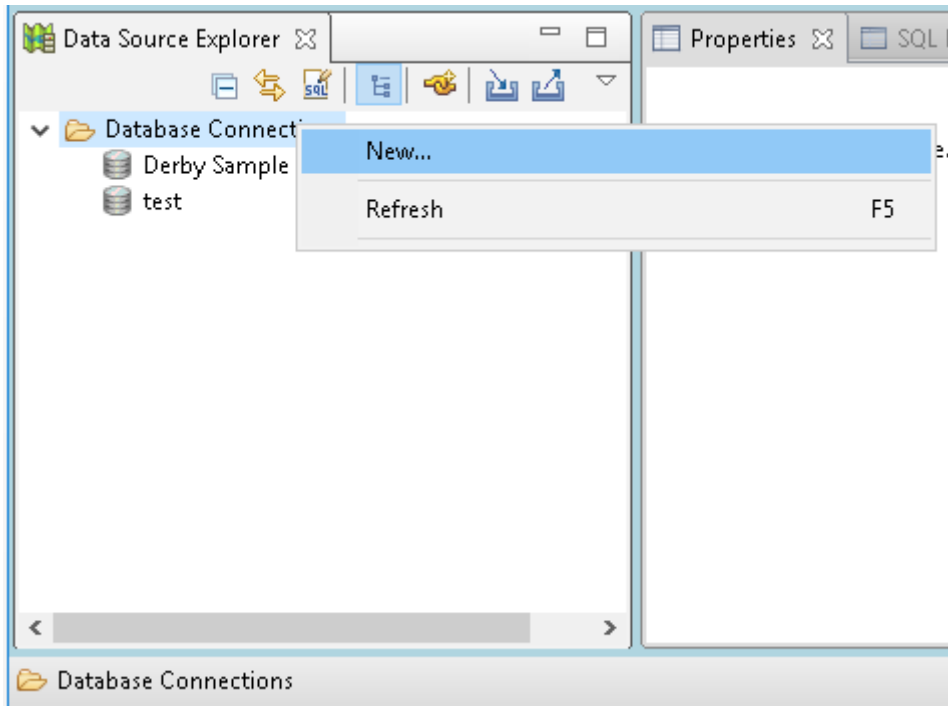 Data Source Explorer
Properties
SQL
Database Connecti
New...
Derby Sample
test
Refresh F5
Database Connections